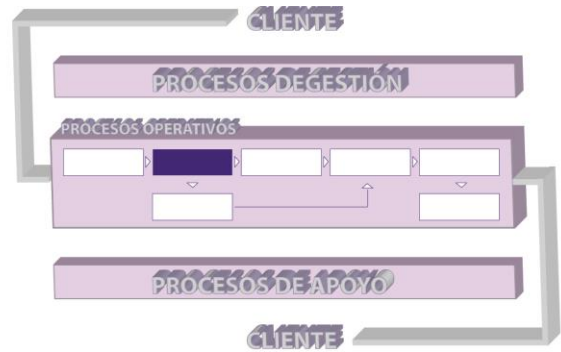 CLIENTE
PROCESOS DEGESTIÓN
PROCESOS OPERATIVOS
PROCESOS DE APOYO
CLIENTE